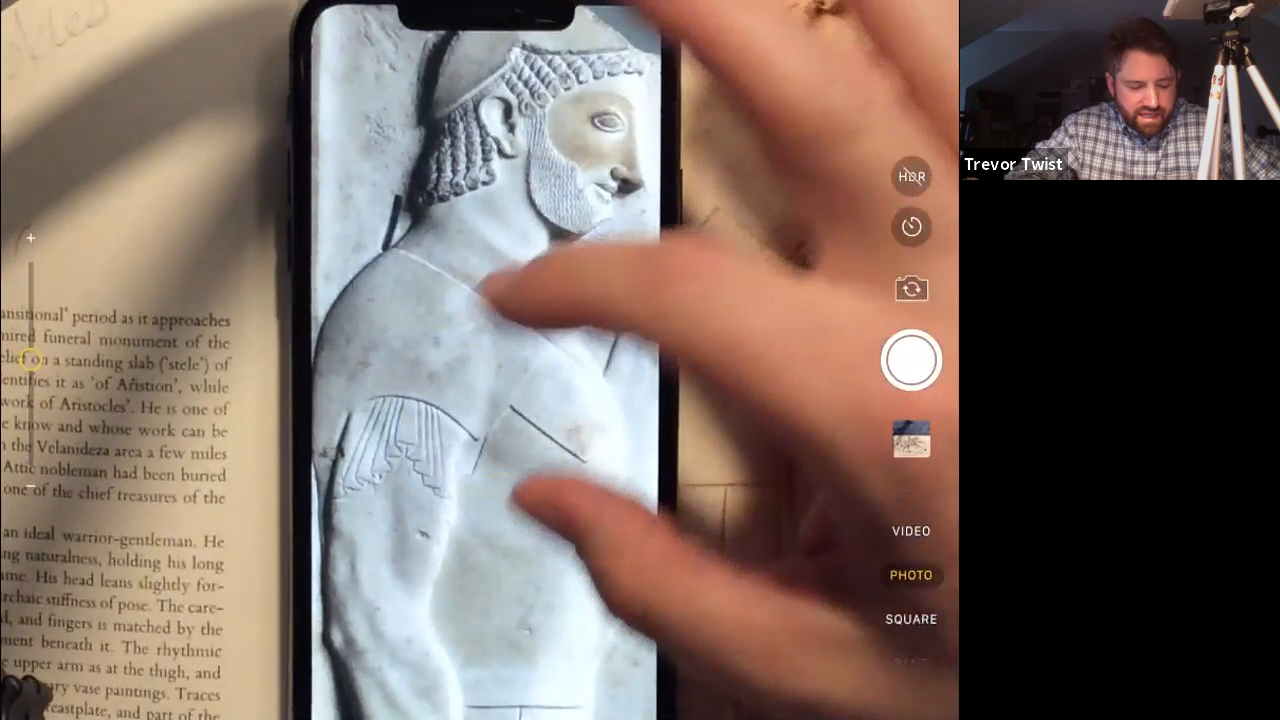 ansitional' period as it approaches
mired funeral monument of the
elief on a standing slab ('stele') of
entifies it as 'of Aristion', while
work of Aristocles'. He is one of
e know and whose work can be
n the Velanideza area a few miles
Attic nobleman had been buried
one of the chief treasures of the
an ideal warrior-gentleman. He
ng naturalness, holding his long
ame. His head leans slightly for-
rchaic stiffness of pose. The care-
d, and fingers is matched by the
ment beneath it. The rhythmic
e upper arm as at the thigh, and
ary vase paintings. Traces
reastplate, and part of the
HDR
VIDEO
PHOTO
SQUARE
Trevor Twist